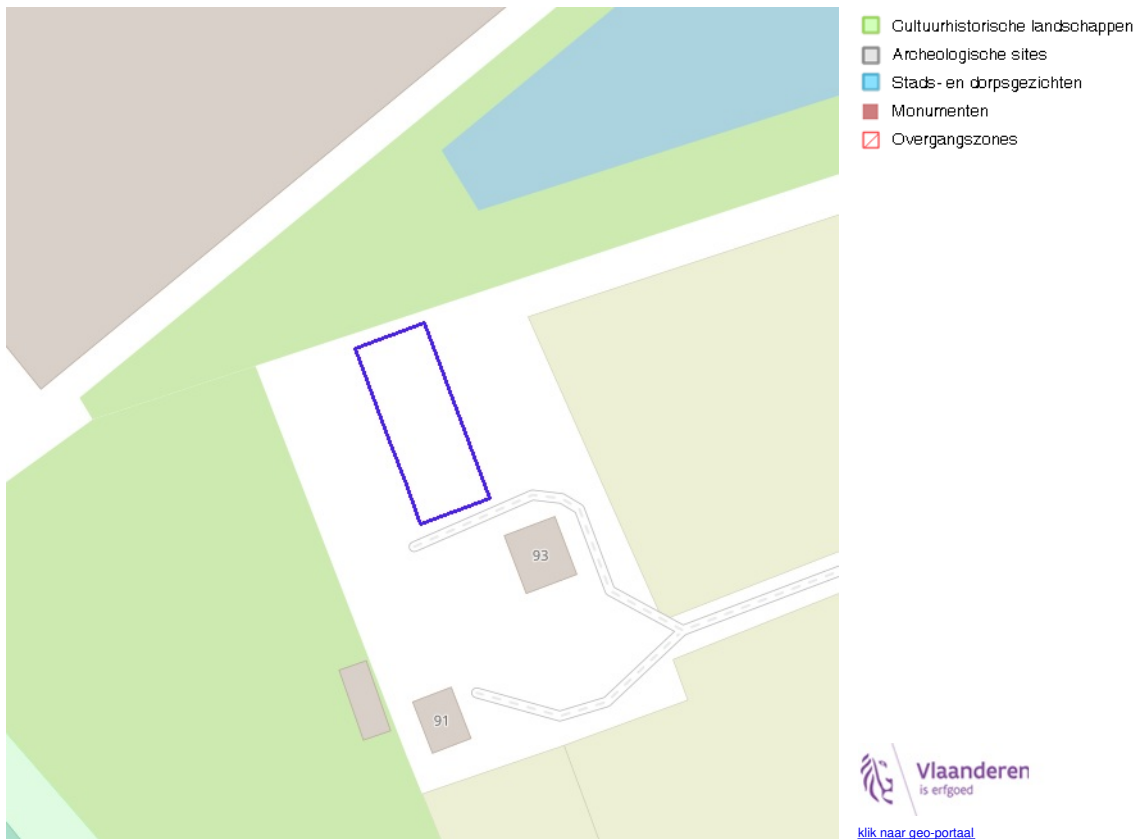 Cultuurhistorische landschappen
Archeologische sites
Stads- en dorpsgezichten
Monumenten
Overgangszones
93
91
Vlaanderen
is erfgoed
klik naar geo-portaal